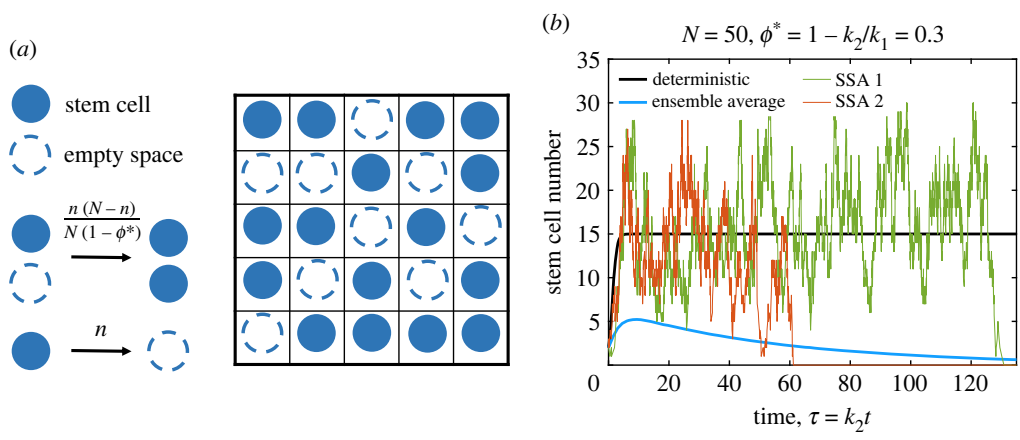 (a)
stem cell
empty space
n (N – n)
N (1 – ϕ*)
n
(b)
N = 50, ϕ* = 1 – k2/k1 = 0.3
35
30
25
20
15
10
5
0
20
40
60
80
100
120
deterministic
ensemble average
SSA 1
SSA 2
stem cell number
time, τ = k2t